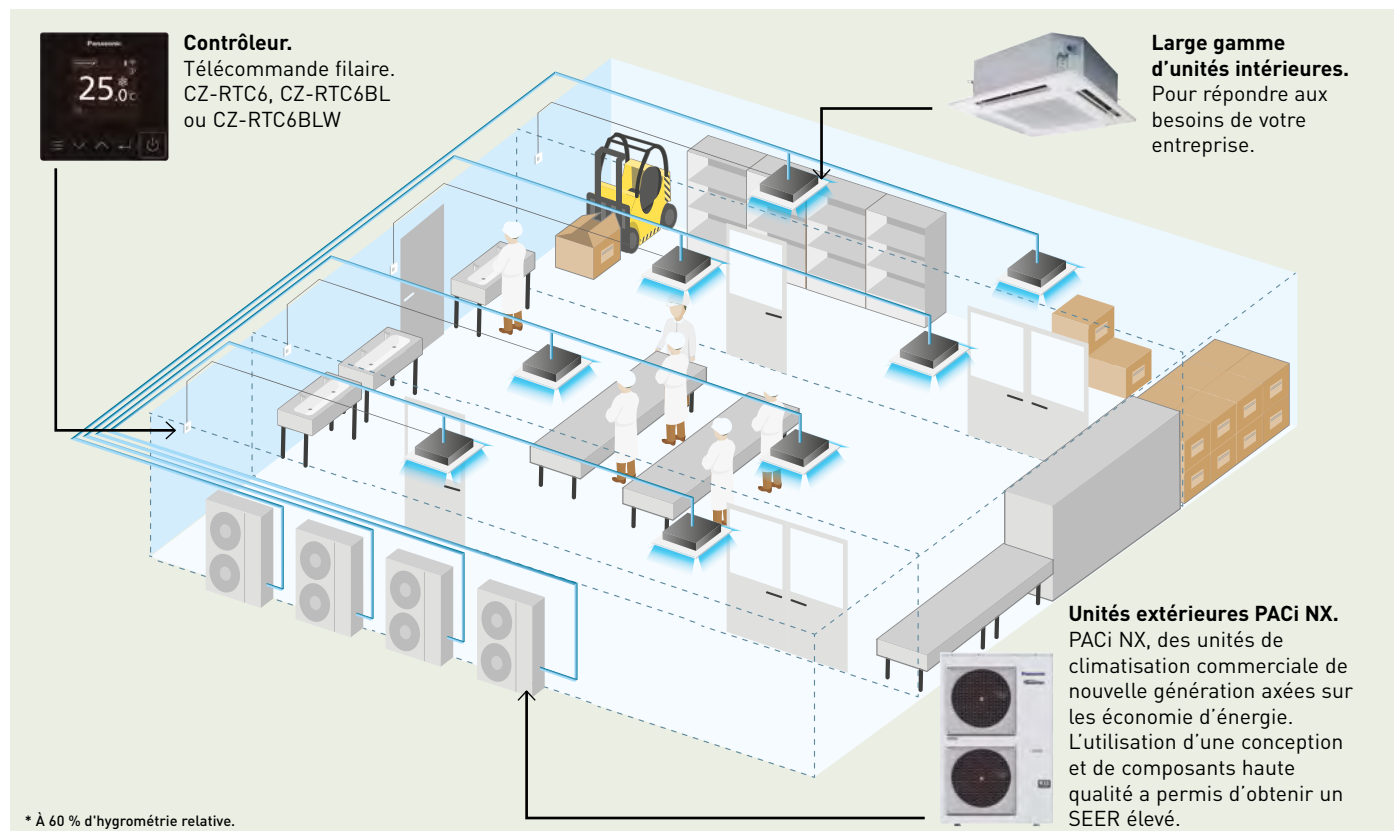 Panasonic
25.0°C
Contrôleur.
Télécommande filaire.
CZ-RTC6, CZ-RTC6BL
ou CZ-RTC6BLW
Large gamme
d'unités intérieures.
Pour répondre aux
besoins de votre
entreprise.
Unités extérieures PACi NX.
PACi NX, des unités de
climatisation commerciale de
nouvelle génération axées sur
les économie d'énergie.
L'utilisation d'une conception
et de composants haute
qualité a permis d'obtenir un
SEER élevé.
Panasonic
* À 60 % d'hygrométrie relative.